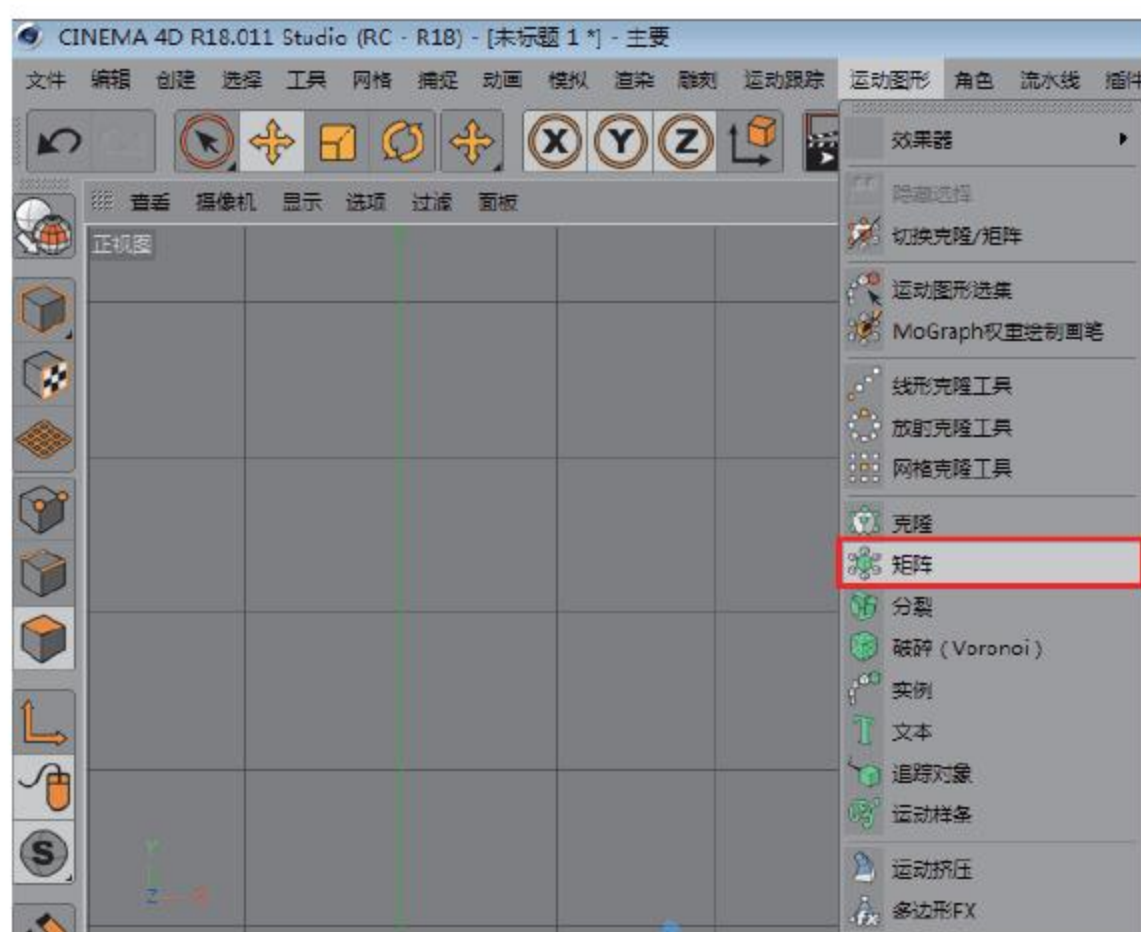 CINEMA 4D R18.011 Studio (RC - R18) - [未标题 1 *] - 主要
文件 编辑 创建 选择 工具 网格 捕捉 动画 模拟 渲染 雕刻 运动跟踪 运动图形 角色 流水线 插件
X Y Z
效果器
隐藏选择
切换克隆/矩阵
查看 摄像机 显示 选项 过滤 面板
正视图
运动图形选集
MoGraph权重绘制画笔
线形克隆工具
放射克隆工具
网格克隆工具
克隆
矩阵
分裂
破碎 ( Voronoi )
实例
文本
追踪对象
运动样条
S
Y
Z X
运动挤压
多边形FX